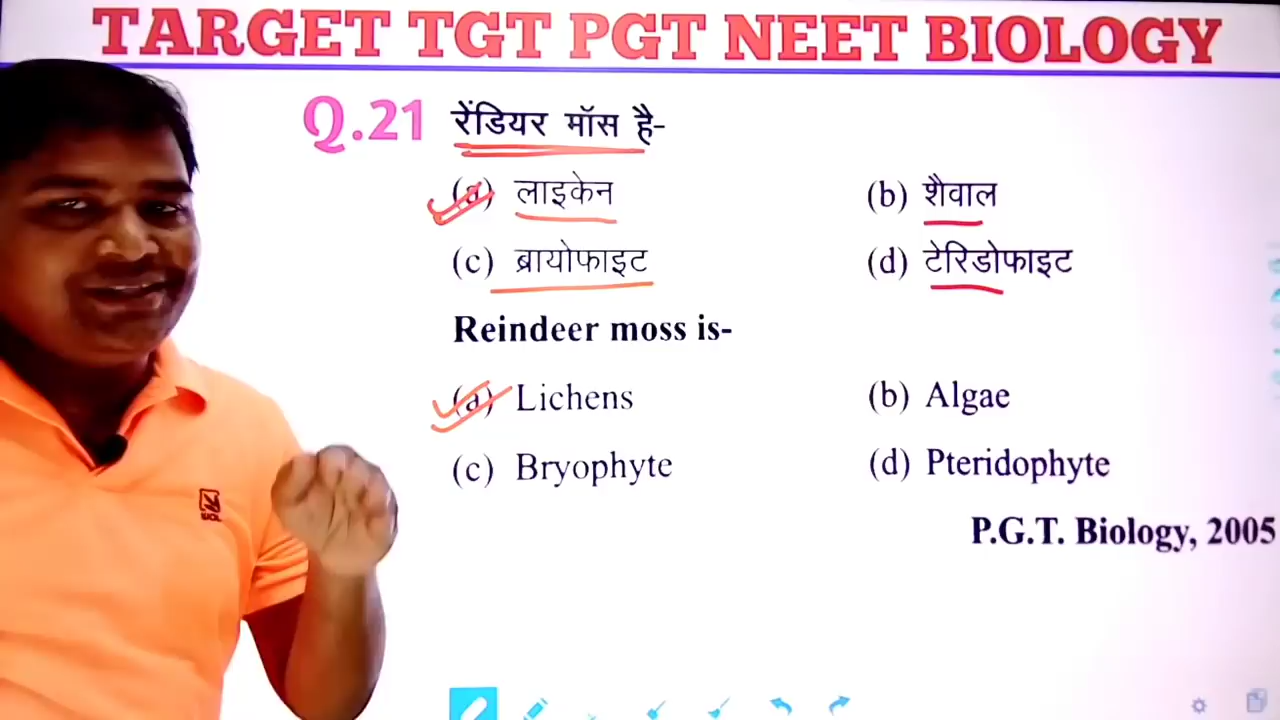 TARGET TGT PGT NEET BIOLOGY
Q.21 रेंडियर मॉस है-
(a) लाइकेन (b) शैवाल
(c) ब्रायोफाइट (d) टेरिडोफाइट
Reindeer moss is-
(a) Lichens (b) Algae
(c) Bryophyte (d) Pteridophyte
P.G.T. Biology, 2005